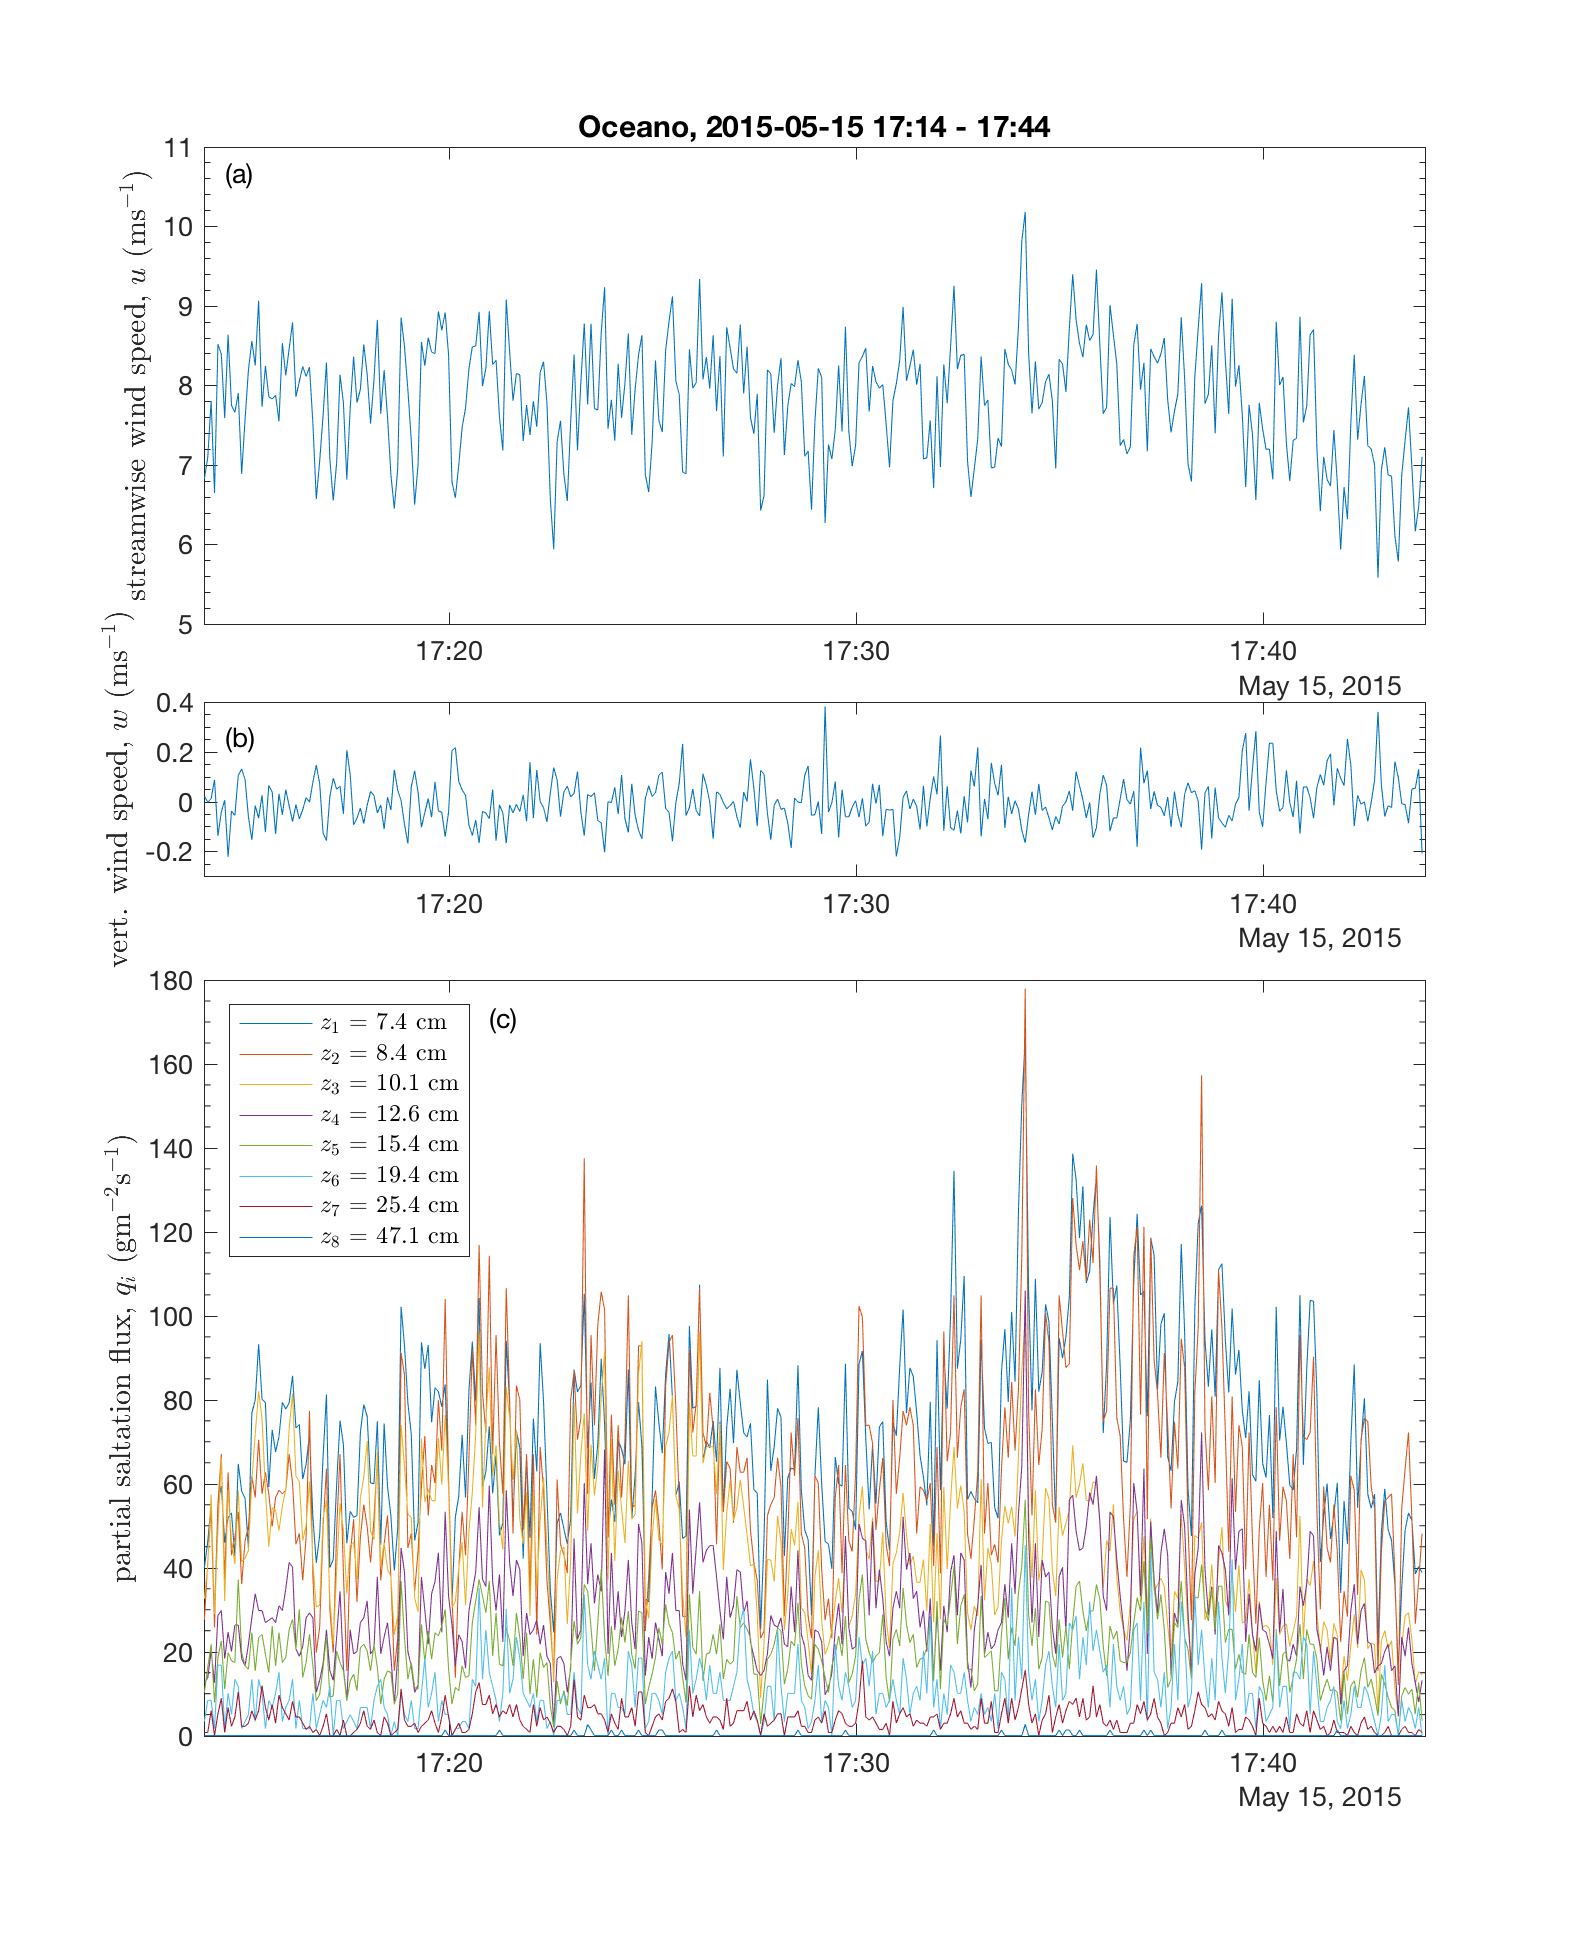 Oceano, 2015-05-15 17:14 - 17:44
(a)
streamwise wind speed, u (ms⁻¹)
11
10
9
8
7
6
5
17:20 17:30 17:40
May 15, 2015
(b)
vert. wind speed, w (ms⁻¹)
0.4
0.2
0
-0.2
17:20 17:30 17:40
May 15, 2015
(c)
partial saltation flux, qᵢ (gm⁻²s⁻¹)
180
160
140
120
100
80
60
40
20
0
z₁ = 7.4 cm
z₂ = 8.4 cm
z₃ = 10.1 cm
z₄ = 12.6 cm
z₅ = 15.4 cm
z₆ = 19.4 cm
z₇ = 25.4 cm
z₈ = 47.1 cm
17:20 17:30 17:40
May 15, 2015